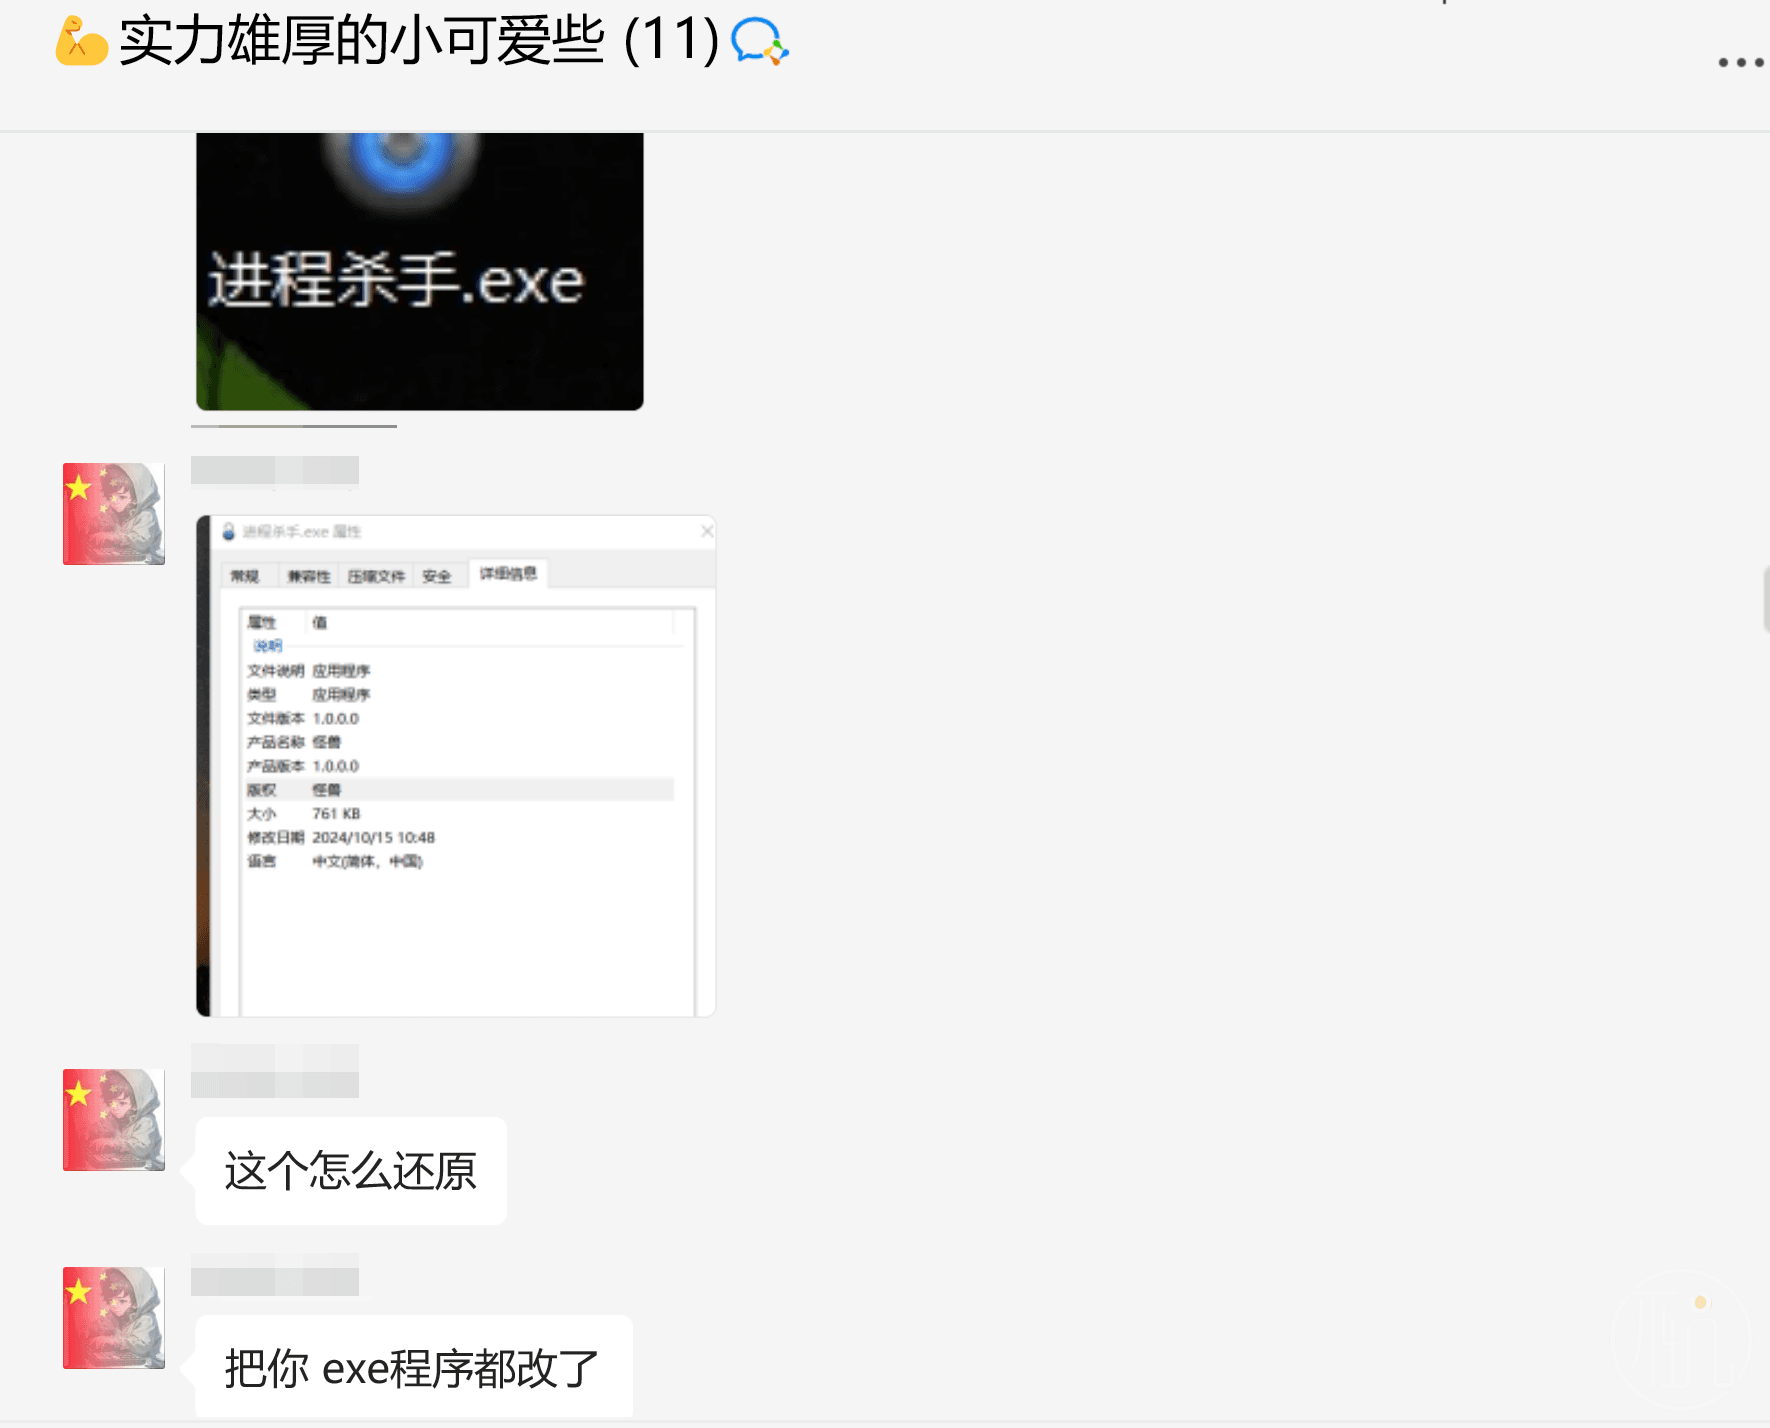 实力雄厚的小可爱些 (11)
进程杀手.exe
进程杀手.exe 属性
常规 兼容性 压缩文件 安全 详细信息
属性 值
说明
文件说明 应用程序
类型 应用程序
文件版本 1.0.0.0
产品名称 怪兽
产品版本 1.0.0.0
版权 怪兽
大小 761 KB
修改日期 2024/10/15 10:48
语言 中文(简体，中国)
这个怎么还原
把你 exe程序都改了